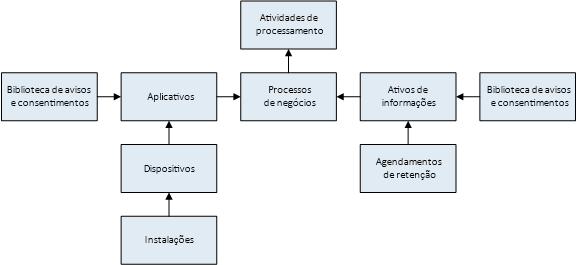 Atividades de
processamento
Biblioteca de avisos
e consentimentos
Aplicativos
Processos
de negócios
Ativos de
informações
Biblioteca de avisos
e consentimentos
Dispositivos
Agendamentos
de retenção
Instalações